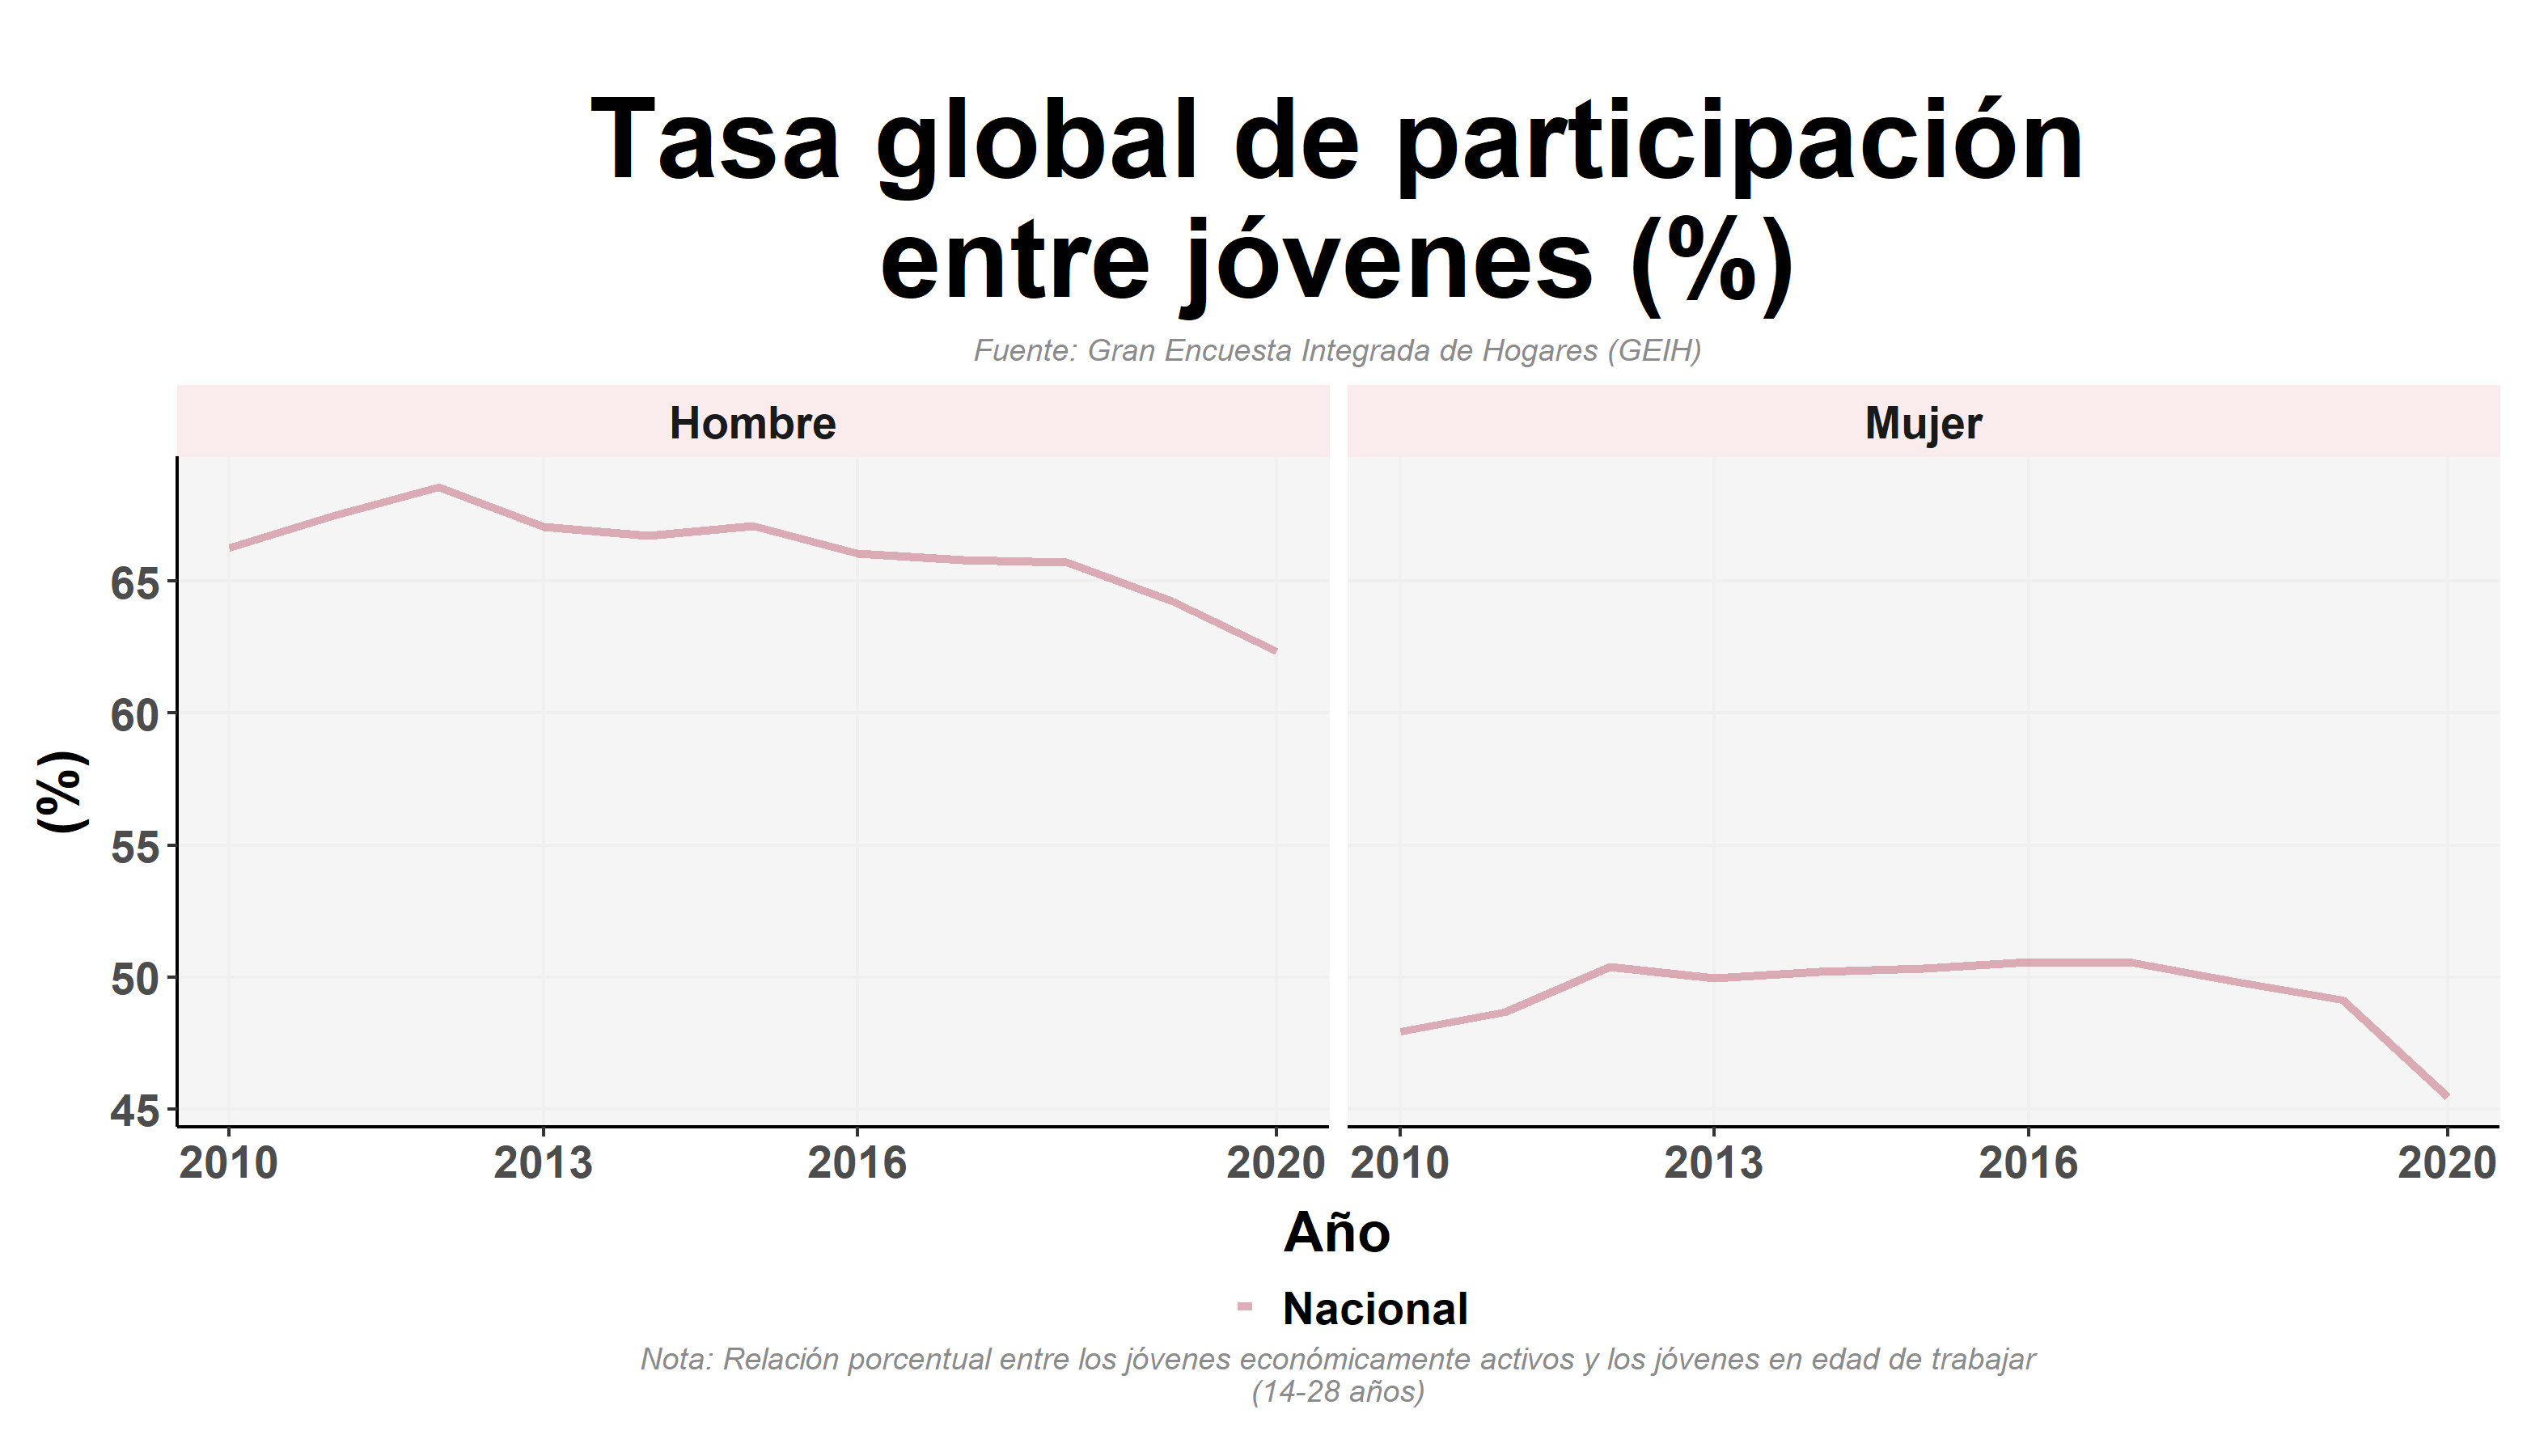 Tasa global de participación
entre jóvenes (%)
Fuente: Gran Encuesta Integrada de Hogares (GEIH)
Hombre
Mujer
65
60
55
50
45
(%)
2010 2013 2016 2020
2010 2013 2016 2020
Año
Nacional
Nota: Relación porcentual entre los jóvenes económicamente activos y los jóvenes en edad de trabajar
(14-28 años)